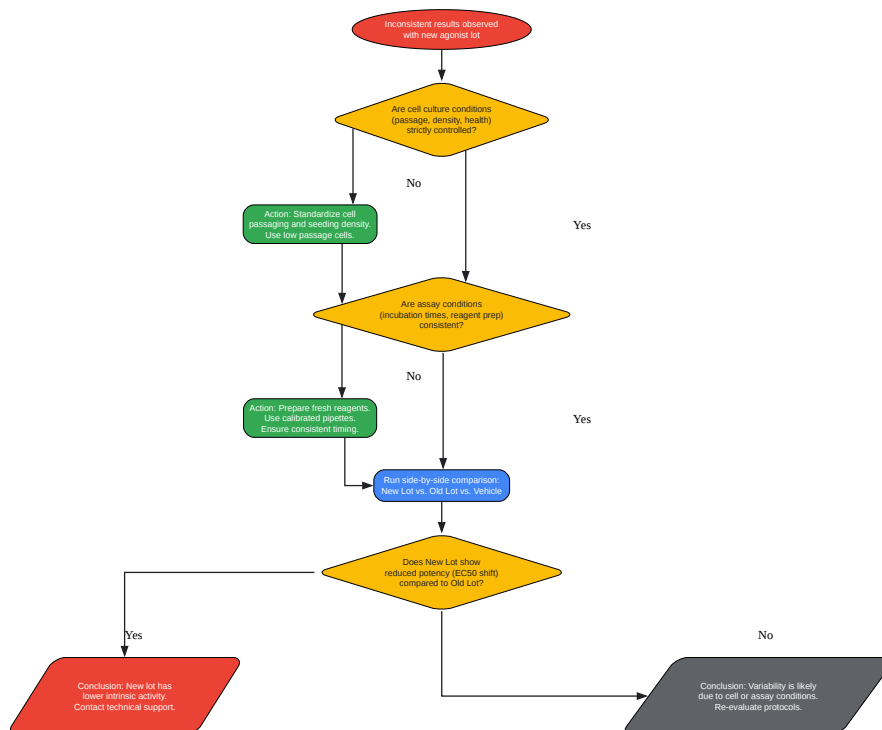 Inconsistent results observed
with new agonist lot
Are cell culture conditions
(passage, density, health)
strictly controlled?
No
Yes
Action: Standardize cell
passaging and seeding density.
Use low passage cells.
Are assay conditions
(incubation times, reagent prep)
consistent?
No
Yes
Action: Prepare fresh reagents.
Use calibrated pipettes.
Ensure consistent timing.
Run side-by-side comparison:
New Lot vs. Old Lot vs. Vehicle
Does New Lot show
reduced potency (EC50 shift)
compared to Old Lot?
Yes
No
Conclusion: New lot has
lower intrinsic activity.
Contact technical support.
Conclusion: Variability is likely
due to cell or assay conditions.
Re-evaluate protocols.